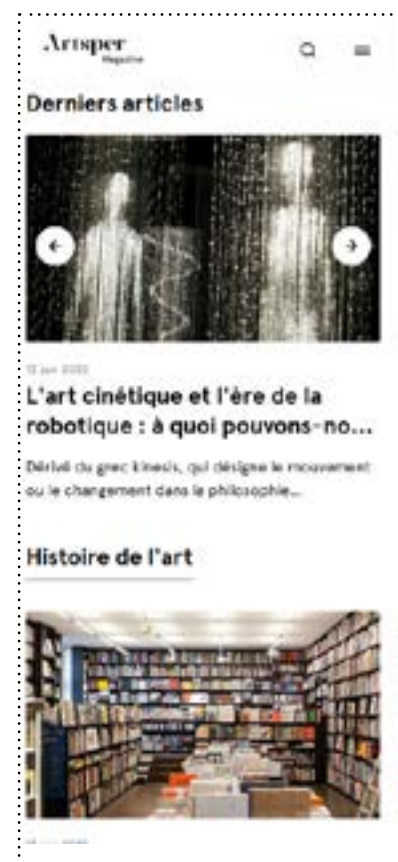 Artsper
Magazine
Derniers articles
L'art cinétique et l'ère de la
robotique : à quoi pouvons-no...
Dérivé du grec kinesis, qui désigne le mouvement
ou le changement dans la philosophie...
Histoire de l'art